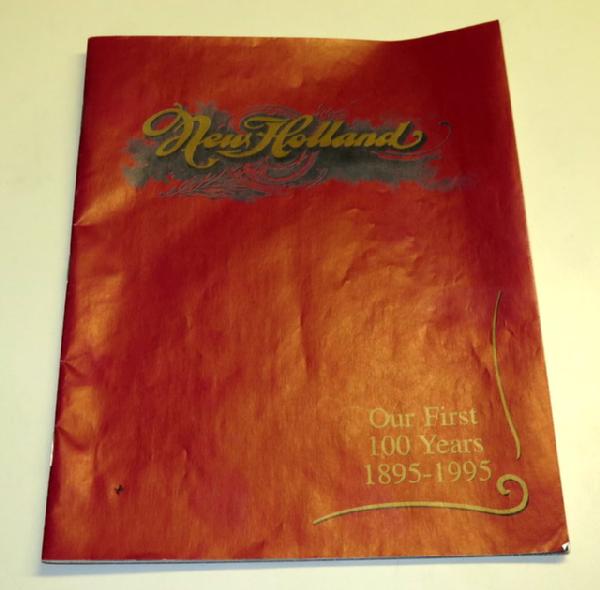 New Holland
Our First
100 Years
1895-1995